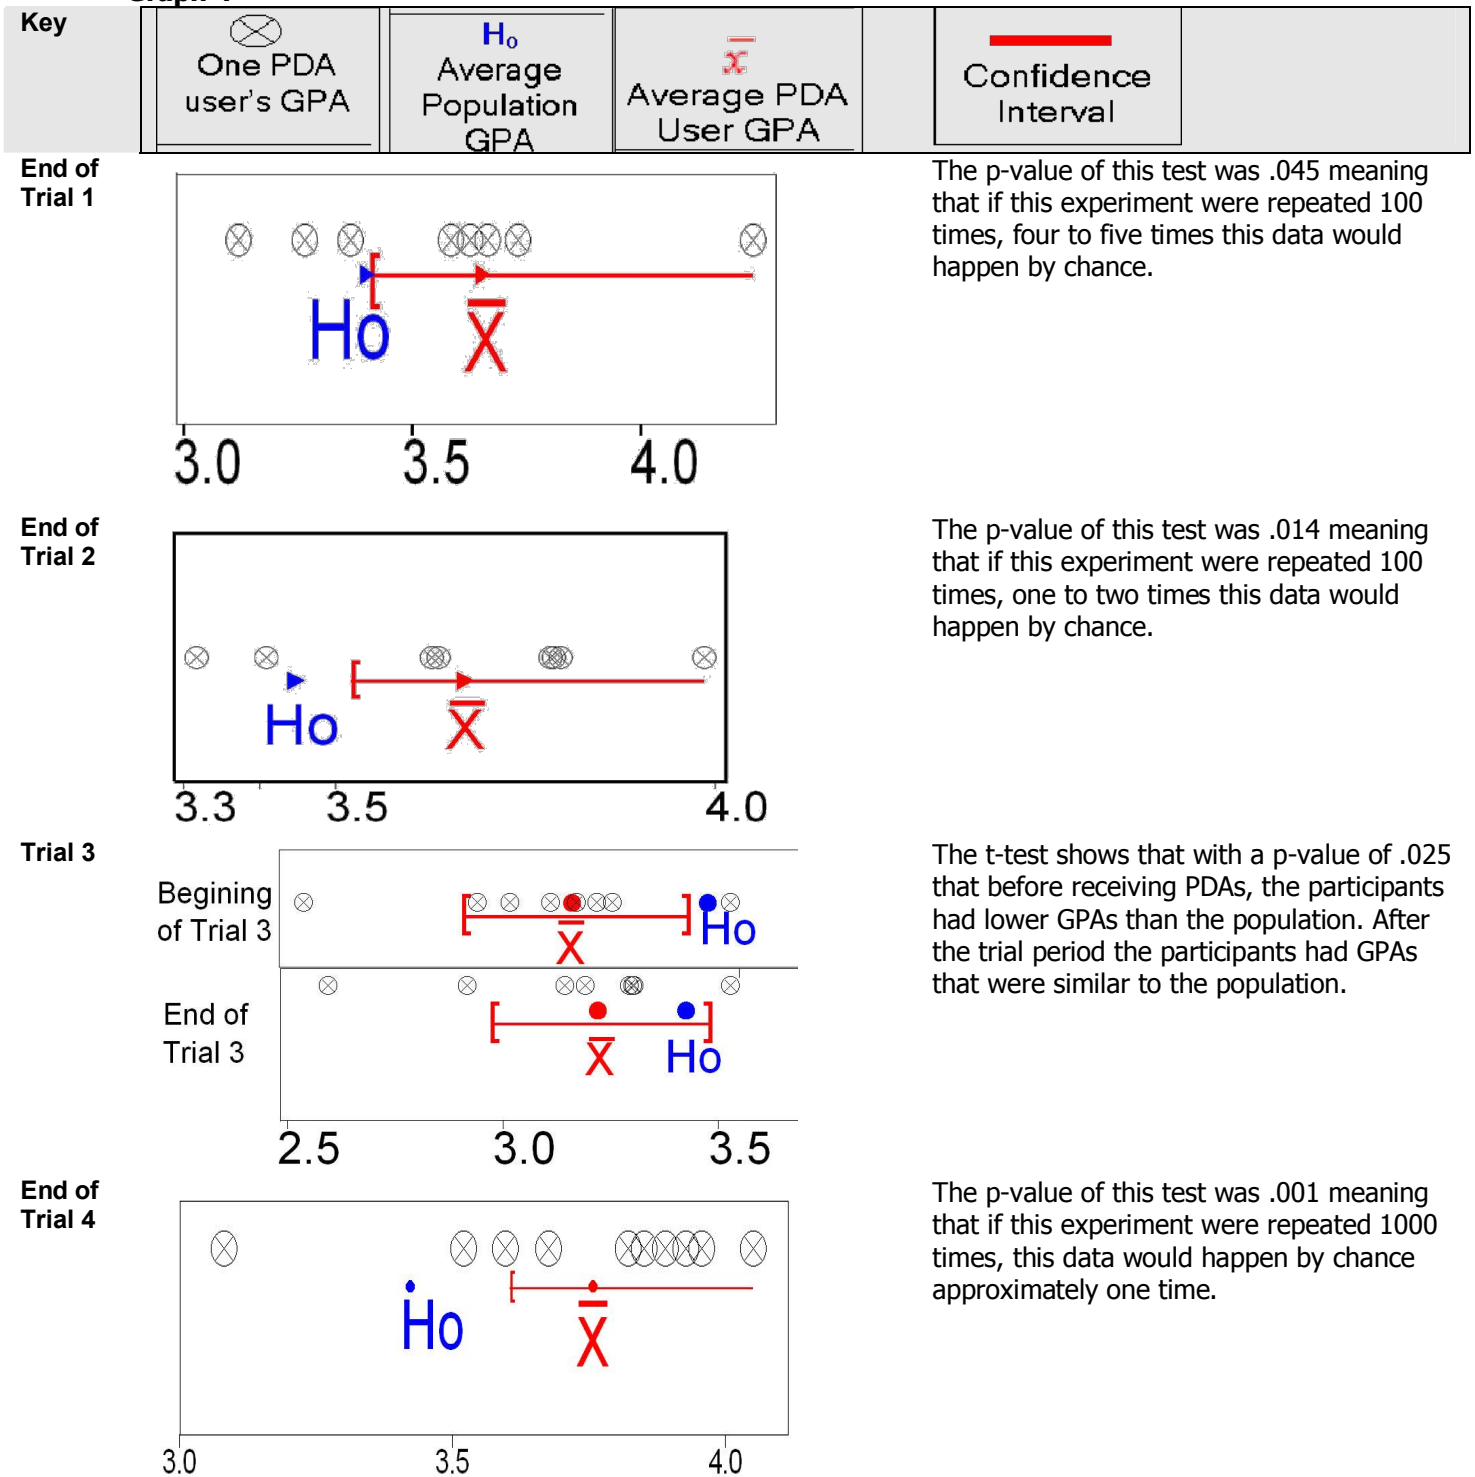 Key
One PDA
user's GPA
Ho
Average
Population
GPA
x̅
Average PDA
User GPA
Confidence
Interval
End of
Trial 1
Ho
X̅
3.0 3.5 4.0
The p-value of this test was .045 meaning
that if this experiment were repeated 100
times, four to five times this data would
happen by chance.
End of
Trial 2
Ho
X̅
3.3 3.5 4.0
The p-value of this test was .014 meaning
that if this experiment were repeated 100
times, one to two times this data would
happen by chance.
Trial 3
Begining
of Trial 3
X̅
Ho
End of
Trial 3
X̅
Ho
2.5 3.0 3.5
The t-test shows that with a p-value of .025
that before receiving PDAs, the participants
had lower GPAs than the population. After
the trial period the participants had GPAs
that were similar to the population.
End of
Trial 4
Ho
X̅
3.0 3.5 4.0
The p-value of this test was .001 meaning
that if this experiment were repeated 1000
times, this data would happen by chance
approximately one time.